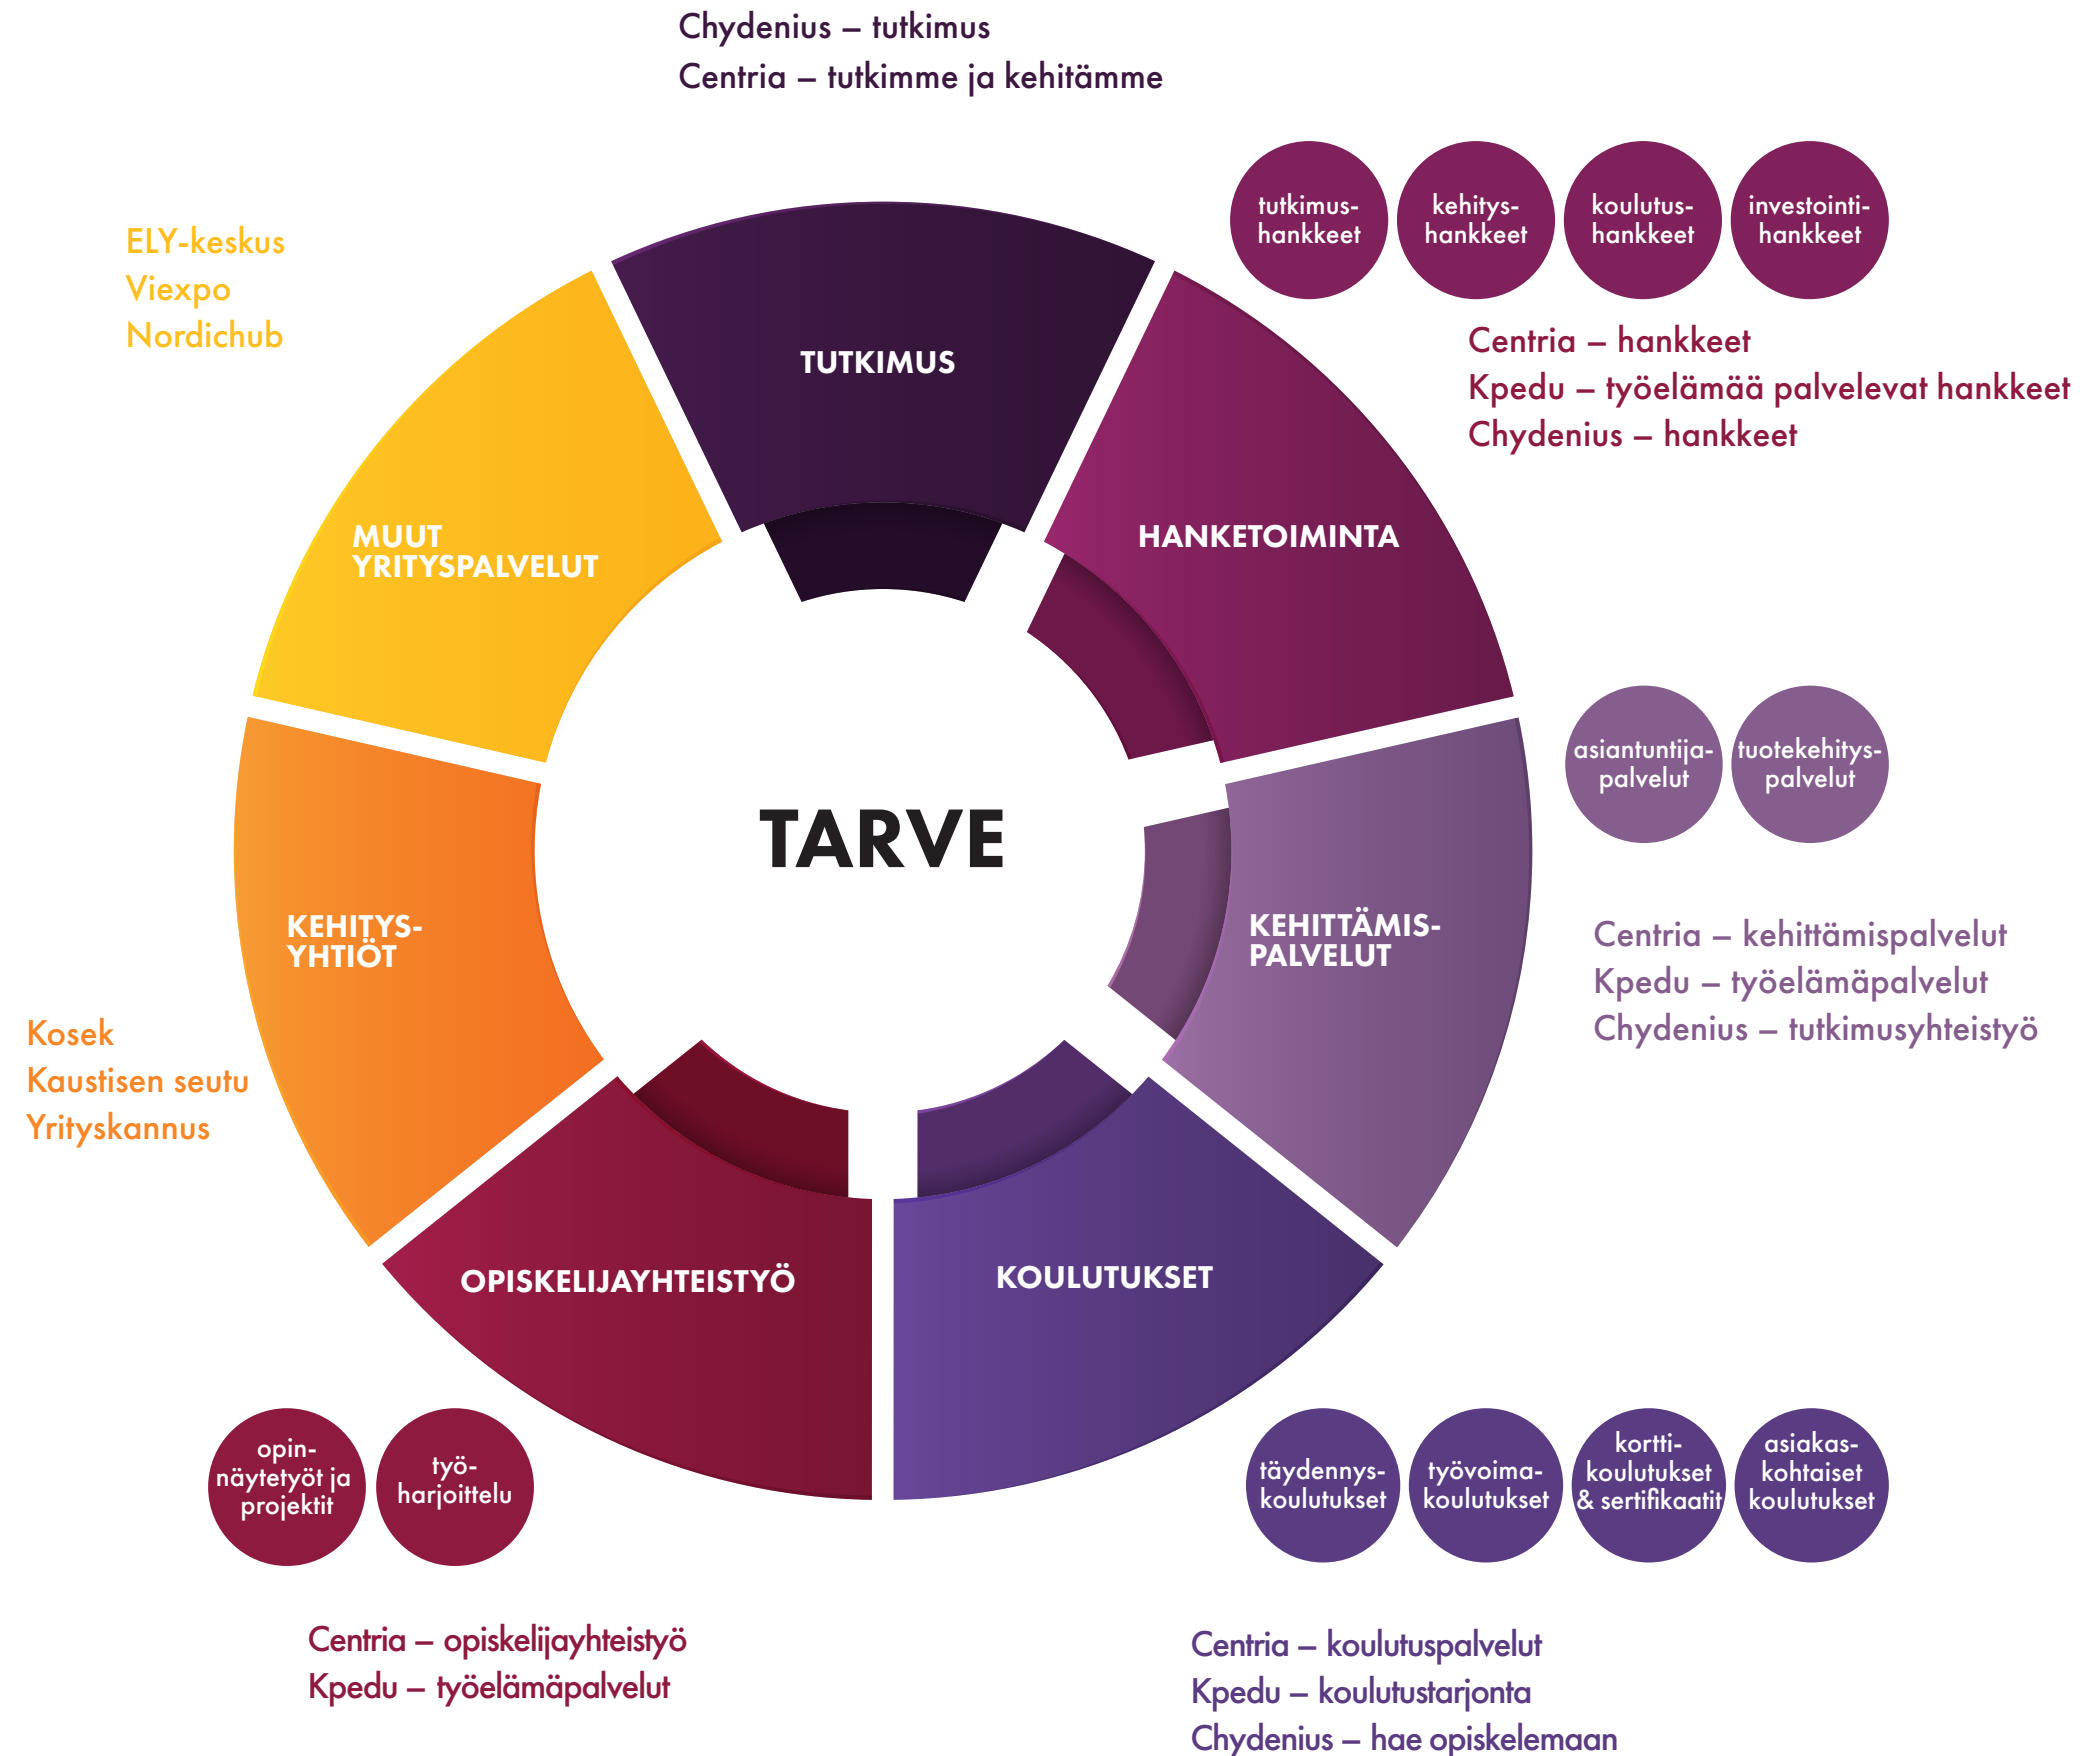 Chydenius – tutkimus
Centria – tutkimme ja kehitämme
tutkimus-
hankkeet
kehitys-
hankkeet
koulutus-
hankkeet
investointi-
hankkeet
Centria – hankkeet
Kpedu – työelämää palvelevat hankkeet
Chydenius – hankkeet
ELY-keskus
Viexpo
Nordichub
TUTKIMUS
HANKETOIMINTA
MUUT
YRITYSPALVELUT
asiantuntija-
palvelut
tuotekehitys-
palvelut
TARVE
KEHITTÄMIS-
PALVELUT
Centria – kehittämispalvelut
Kpedu – työelämäpalvelut
Chydenius – tutkimusyhteistyö
KEHITYS-
YHTIÖT
Kosek
Kaustisen seutu
Yrityskannus
OPISKELIJAYHTEISTYÖ
KOULUTUKSET
opin-
näytetyöt ja
projektit
työ-
harjoittelu
täydennys-
koulutukset
työvoima-
koulutukset
kortti-
koulutukset
& sertifikaatit
asiakas-
kohtaiset
koulutukset
Centria – opiskelijayhteistyö
Kpedu – työelämäpalvelut
Centria – koulutuspalvelut
Kpedu – koulutustarjonta
Chydenius – hae opiskelemaan